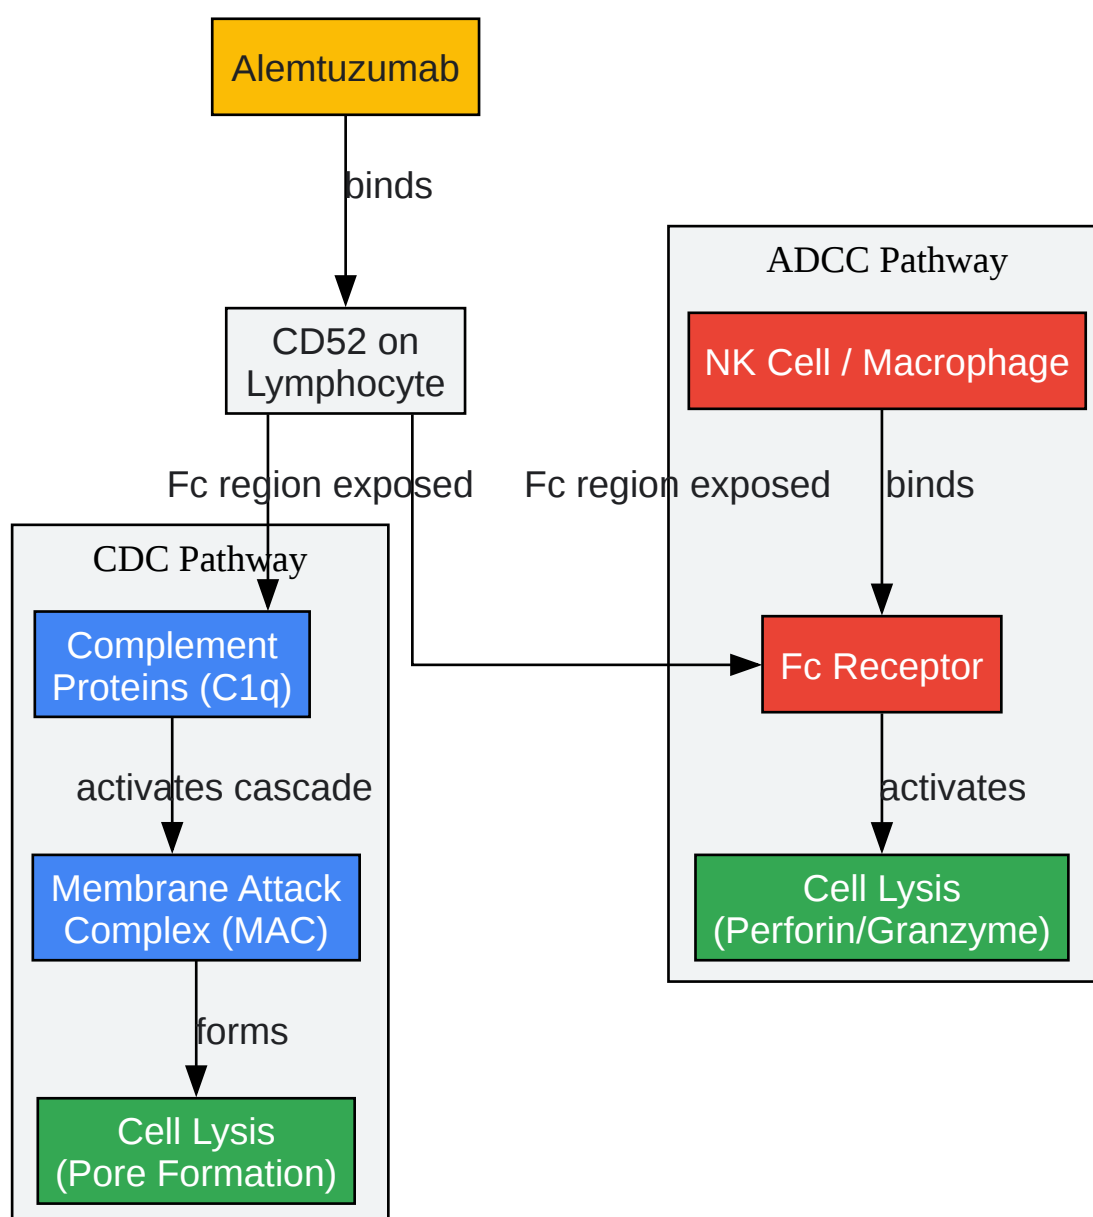 Alemtuzumab
binds
CD52 on
Lymphocyte
Fc region exposed
CDC Pathway
Complement
Proteins (C1q)
activates cascade
Membrane Attack
Complex (MAC)
forms
Cell Lysis
(Pore Formation)
Fc region exposed
ADCC Pathway
NK Cell / Macrophage
binds
Fc Receptor
activates
Cell Lysis
(Perforin/Granzyme)